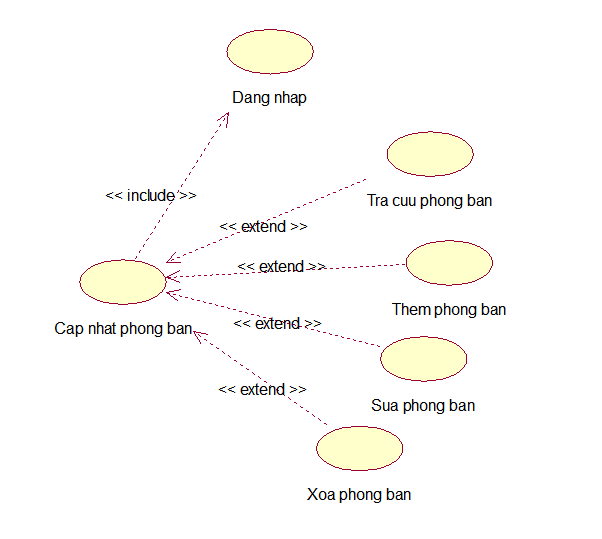 Dang nhap
<< include >>
Tra cuu phong ban
<< extend >>
<< extend >>
Them phong ban
Cap nhat phong ban
<< extend >>
Sua phong ban
<< extend >>
Xoa phong ban